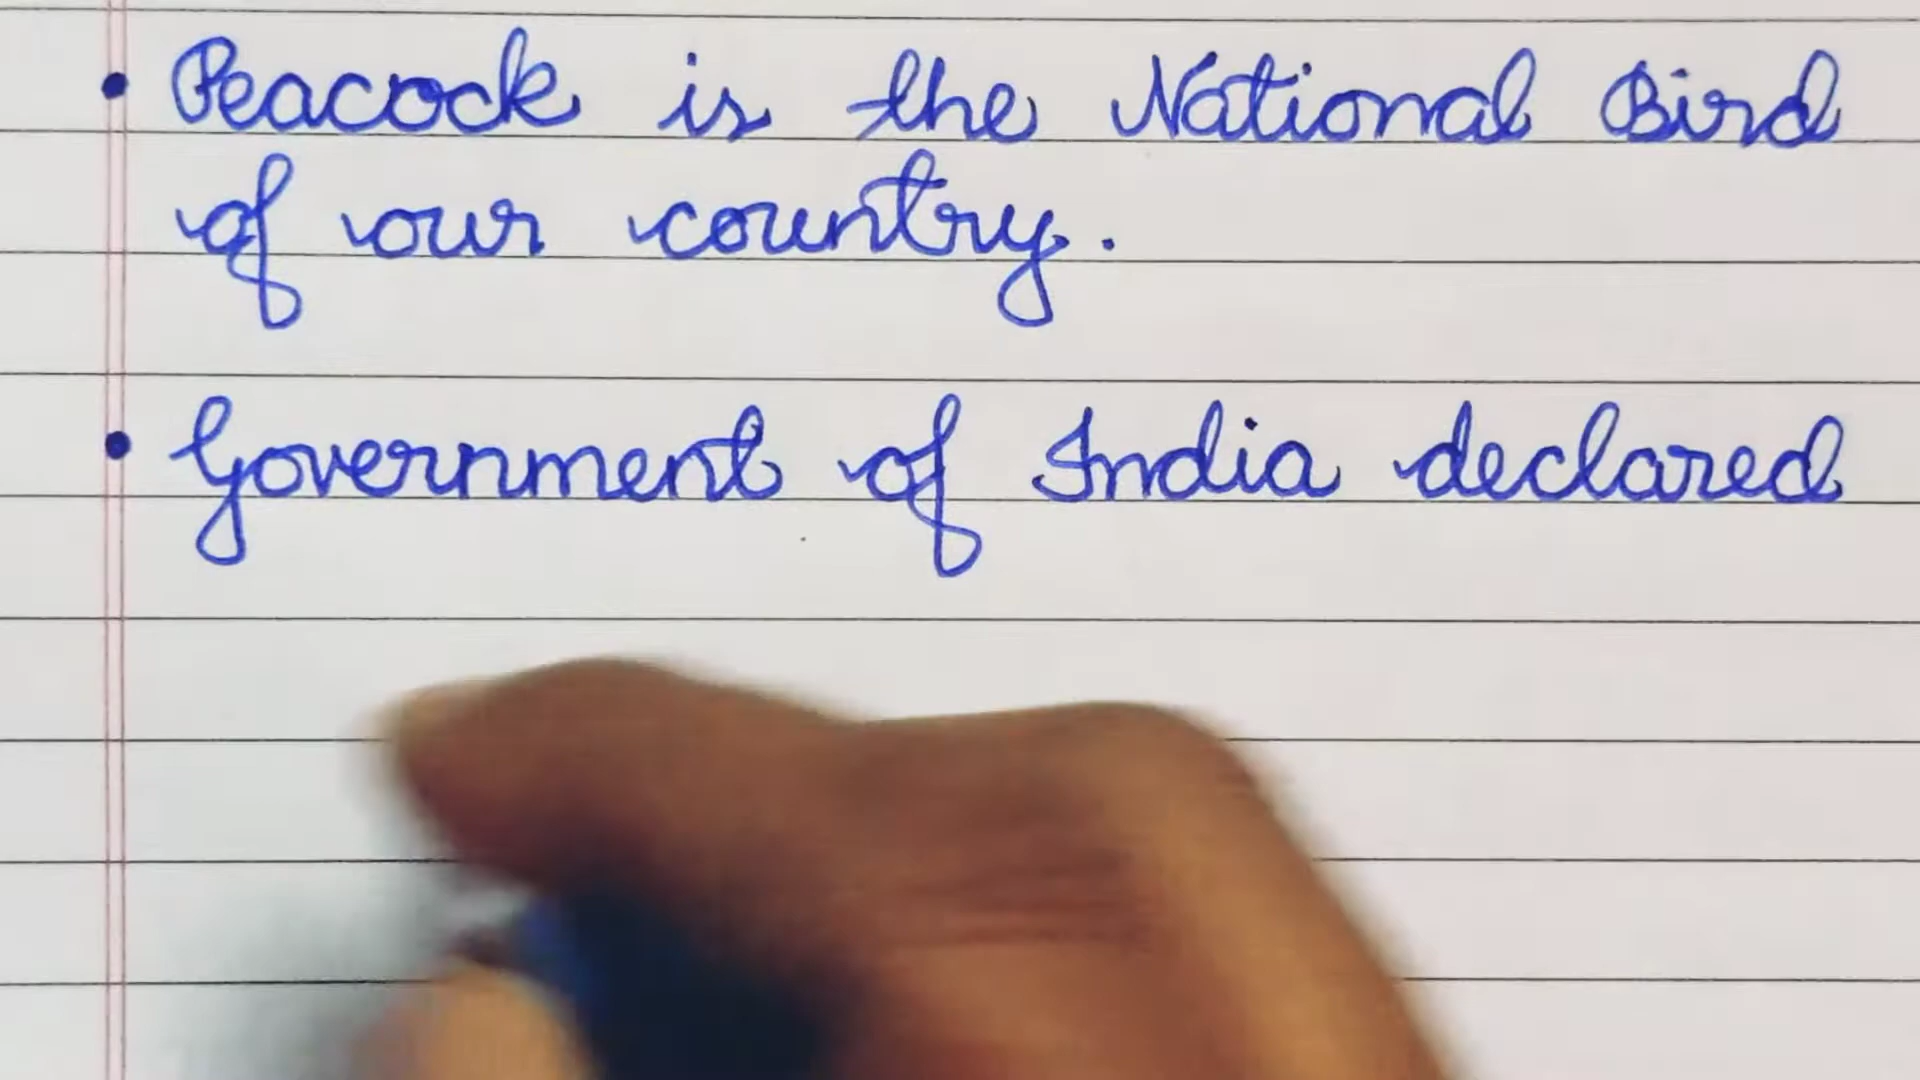 • Peacock is the National Bird
of our country.
• Government of India declared